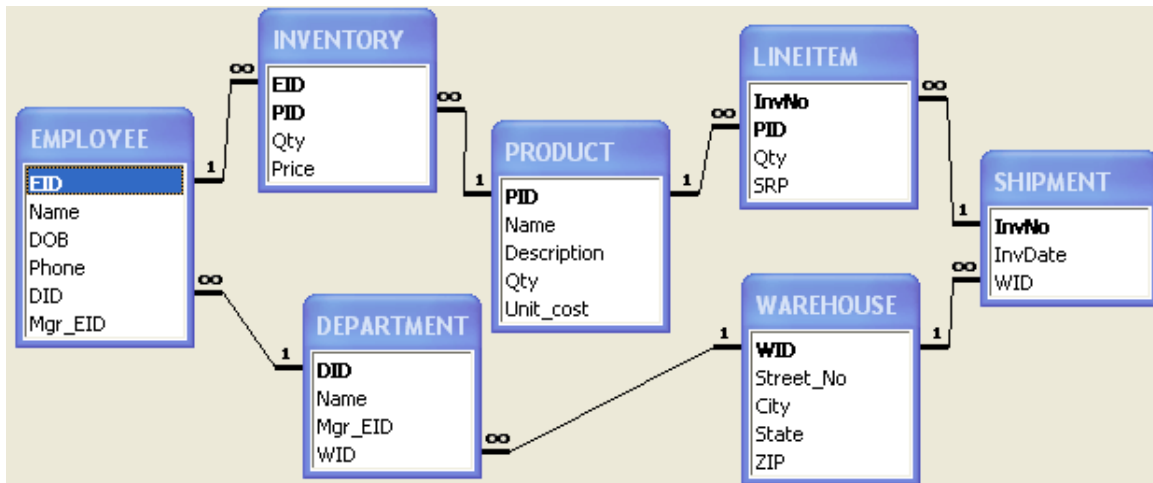 INVENTORY
EID
PID
Qty
Price
EMPLOYEE
EID
Name
DOB
Phone
DID
Mgr_EID
DEPARTMENT
DID
Name
Mgr_EID
WID
PRODUCT
PID
Name
Description
Qty
Unit_cost
LINEITEM
InvNo
PID
Qty
SRP
WAREHOUSE
WID
Street_No
City
State
ZIP
SHIPMENT
InvNo
InvDate
WID
1
∞
∞
1
∞
1
1
∞
∞
1
∞
1
∞
1